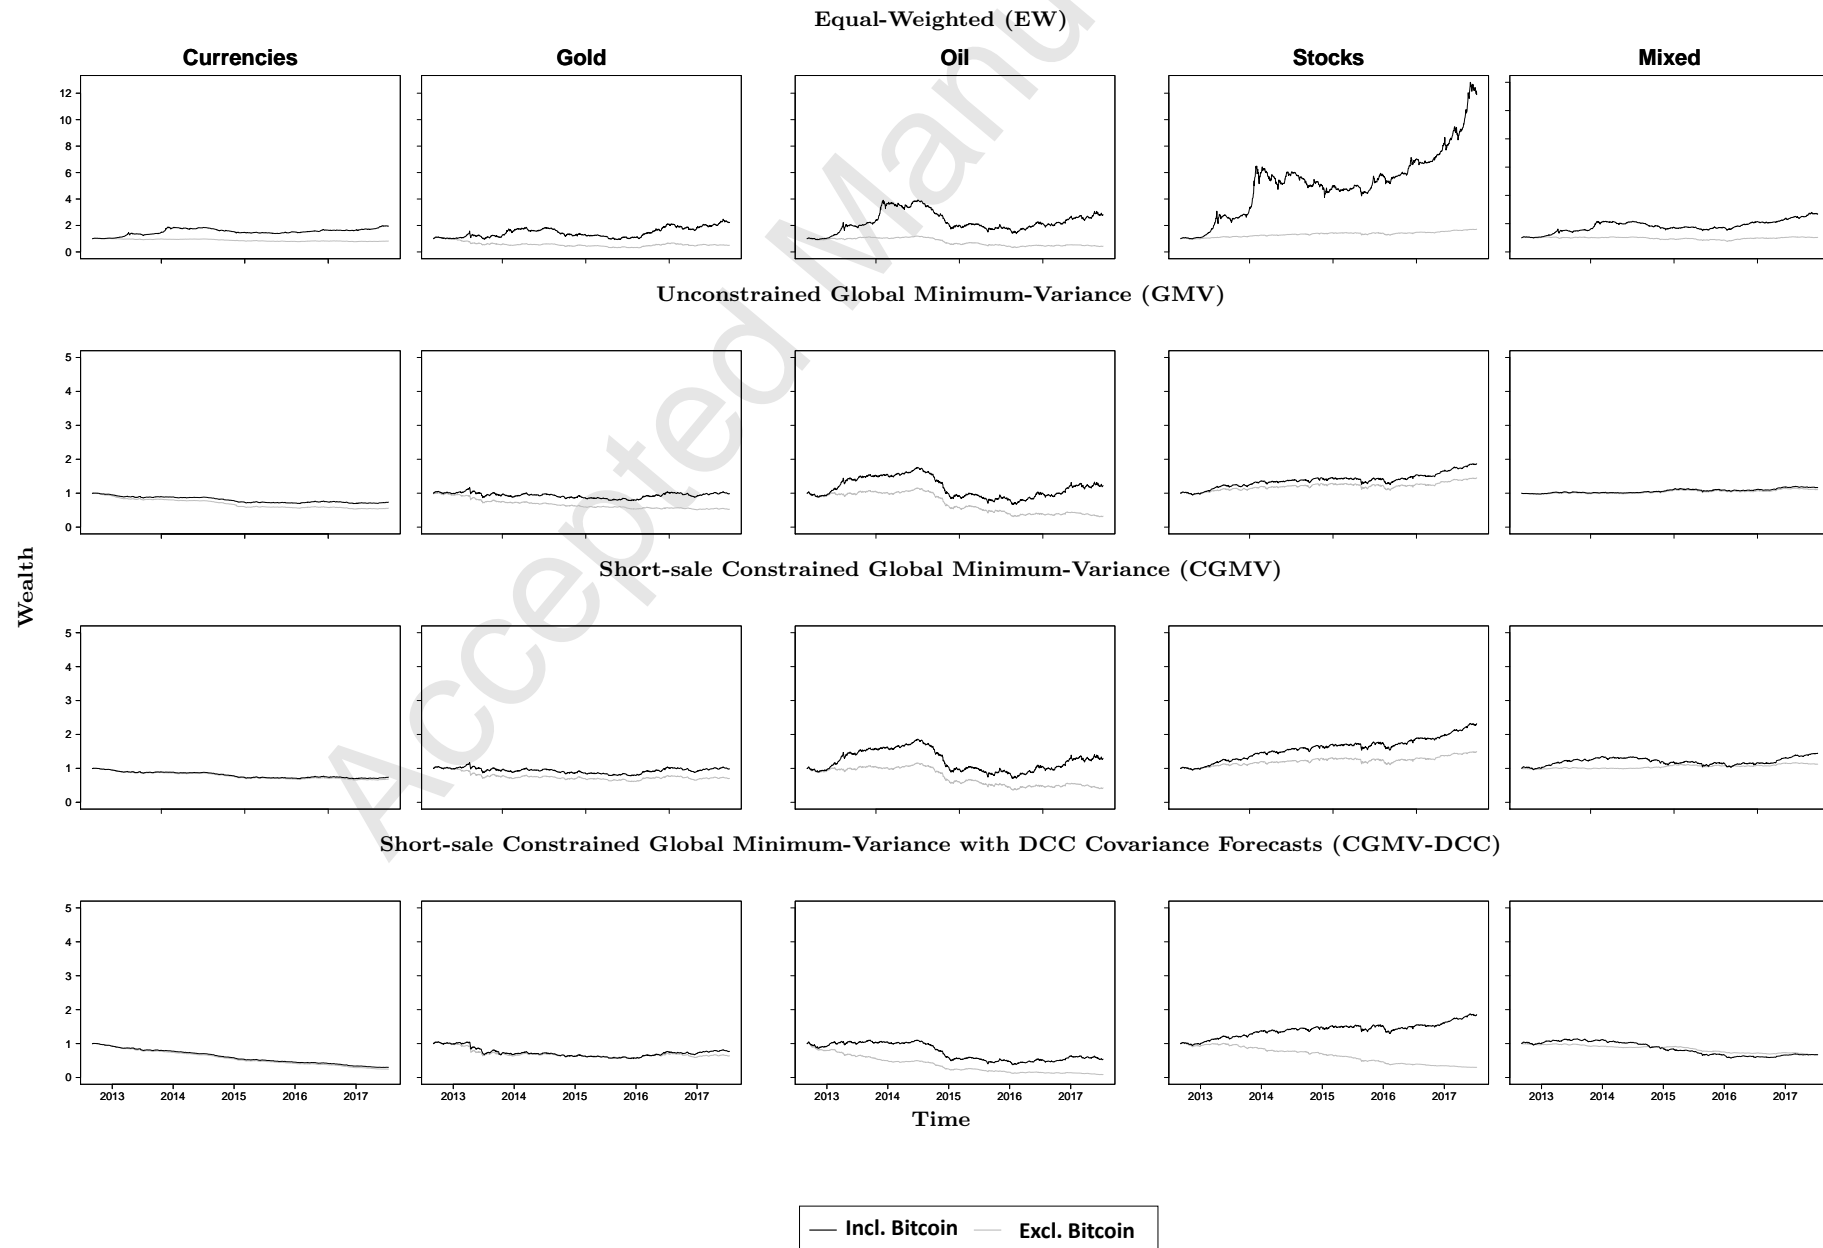 Equal-Weighted (EW)
Currencies Gold Oil Stocks Mixed
12
10
8
6
4
2
0
Unconstrained Global Minimum-Variance (GMV)
5
4
3
2
1
0
Short-sale Constrained Global Minimum-Variance (CGMV)
5
4
3
2
1
0
Short-sale Constrained Global Minimum-Variance with DCC Covariance Forecasts (CGMV-DCC)
5
4
3
2
1
0
2013 2014 2015 2016 2017 2013 2014 2015 2016 2017 2013 2014 2015 2016 2017 2013 2014 2015 2016 2017 2013 2014 2015 2016 2017
Wealth
Time
Incl. Bitcoin Excl. Bitcoin
Accepted Manu